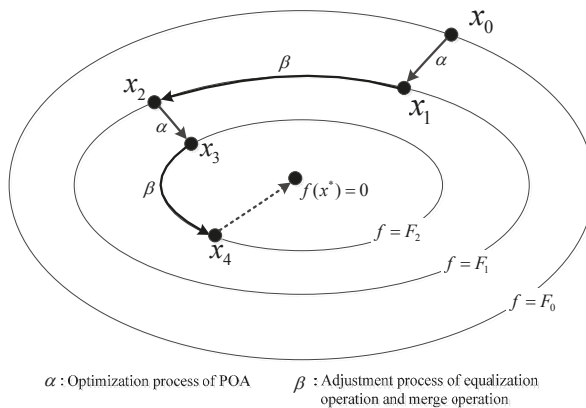 x₀
α
β
x₂
x₁
α
x₃
β
f(x*)=0
x₄
f = F₂
f = F₁
f = F₀
α : Optimization process of POA
β : Adjustment process of equalization
operation and merge operation